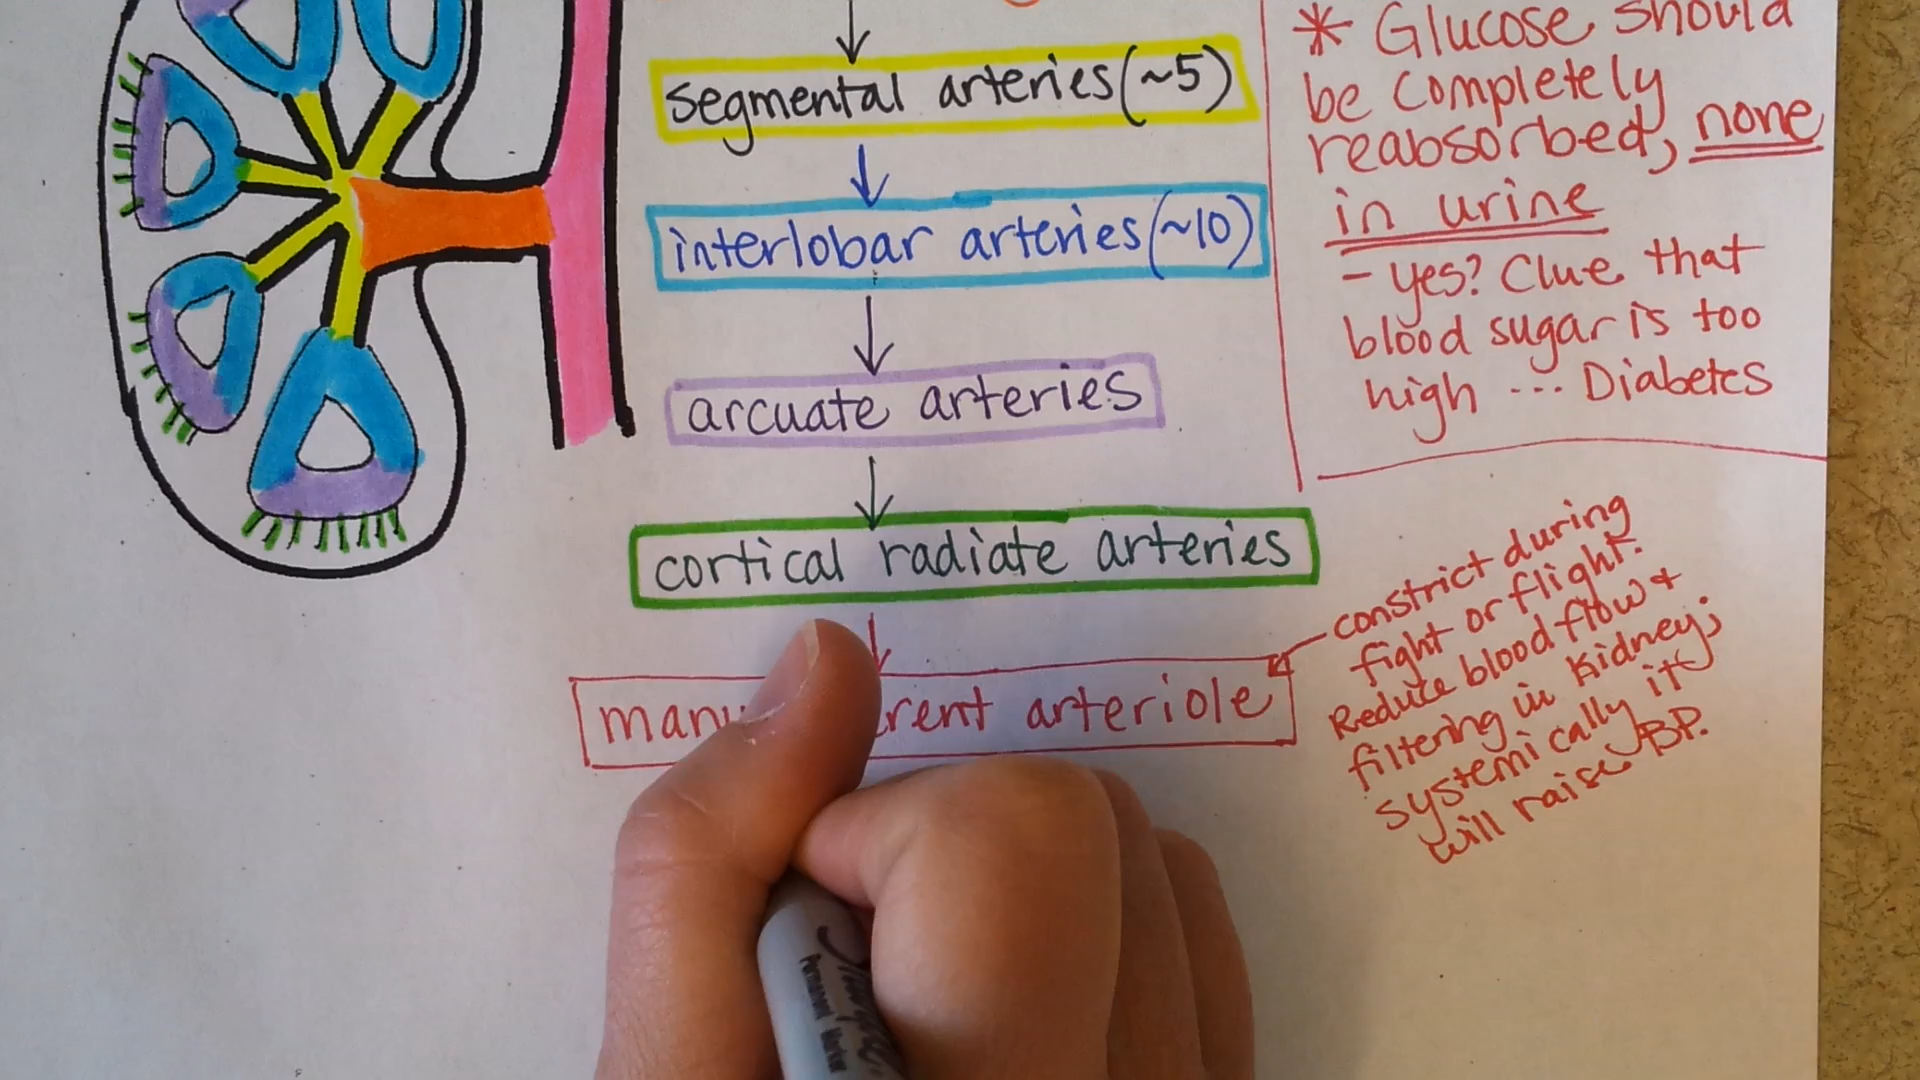 segmental arteries (~5)
interlobar arteries (~10)
arcuate arteries
cortical radiate arteries
arteriole
* Glucose should
be completely
reabsorbed, none
in urine
- yes? Clue that
blood sugar is too
high ... Diabetes
constrict during
fight or flight.
Reduce blood flow +
filtering in kidney;
systemically it
will raise BP.
Permanent Marker